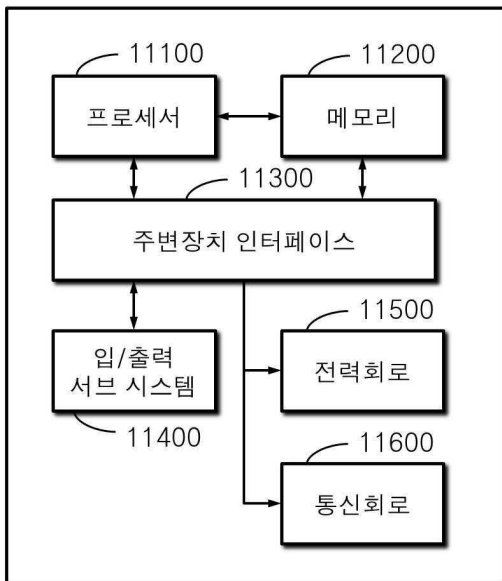 11100
11200
프로세서
메모리
11300
주변장치 인터페이스
11500
입/출력
서브 시스템
전력회로
11400
11600
통신회로